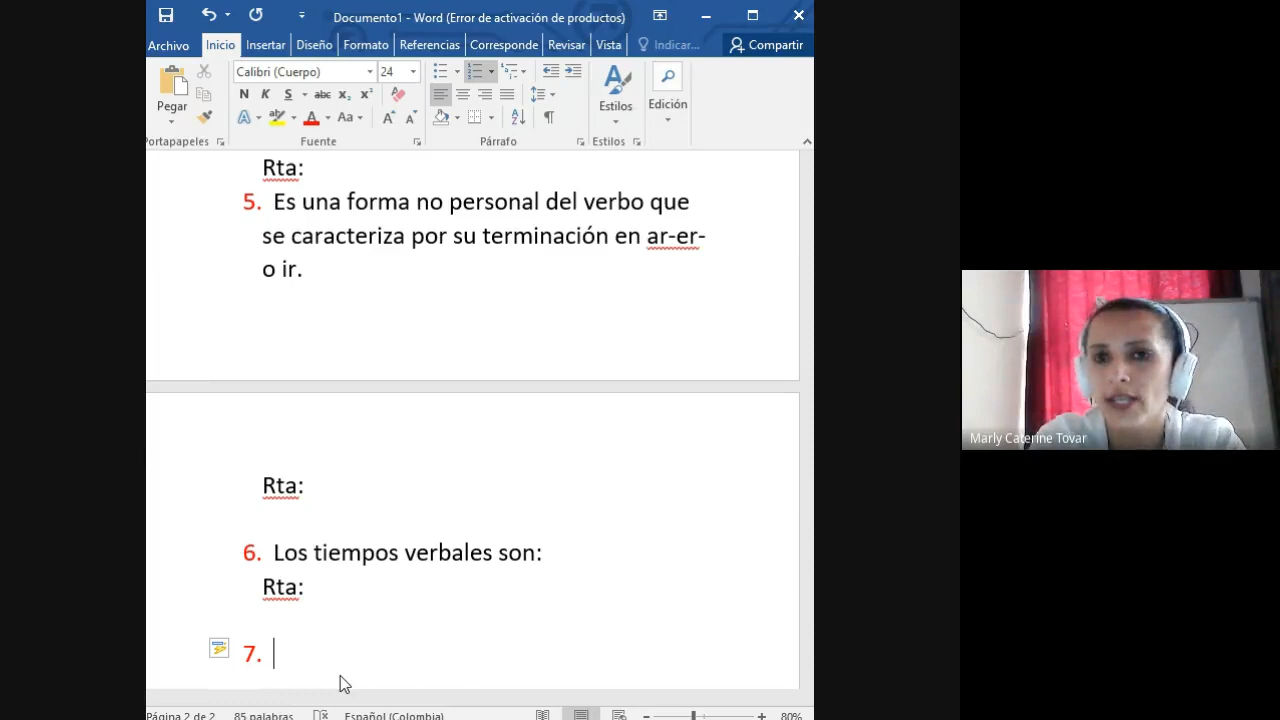 Documento1 - Word (Error de activación de productos)
Archivo Inicio Insertar Diseño Formato Referencias Corresponde Revisar Vista Indicar... Compartir
Calibri (Cuerpo) 24
Pegar N K S abc x₂ x² Estilos Edición
A aby A Aa A A
Portapapeles Fuente Párrafo Estilos
Rta:
5. Es una forma no personal del verbo que
se caracteriza por su terminación en ar-er-
o ir.
Rta:
6. Los tiempos verbales son:
Rta:
7.
Marly Caterine Tovar
Página 2 de 2 85 palabras Español (Colombia) 80%